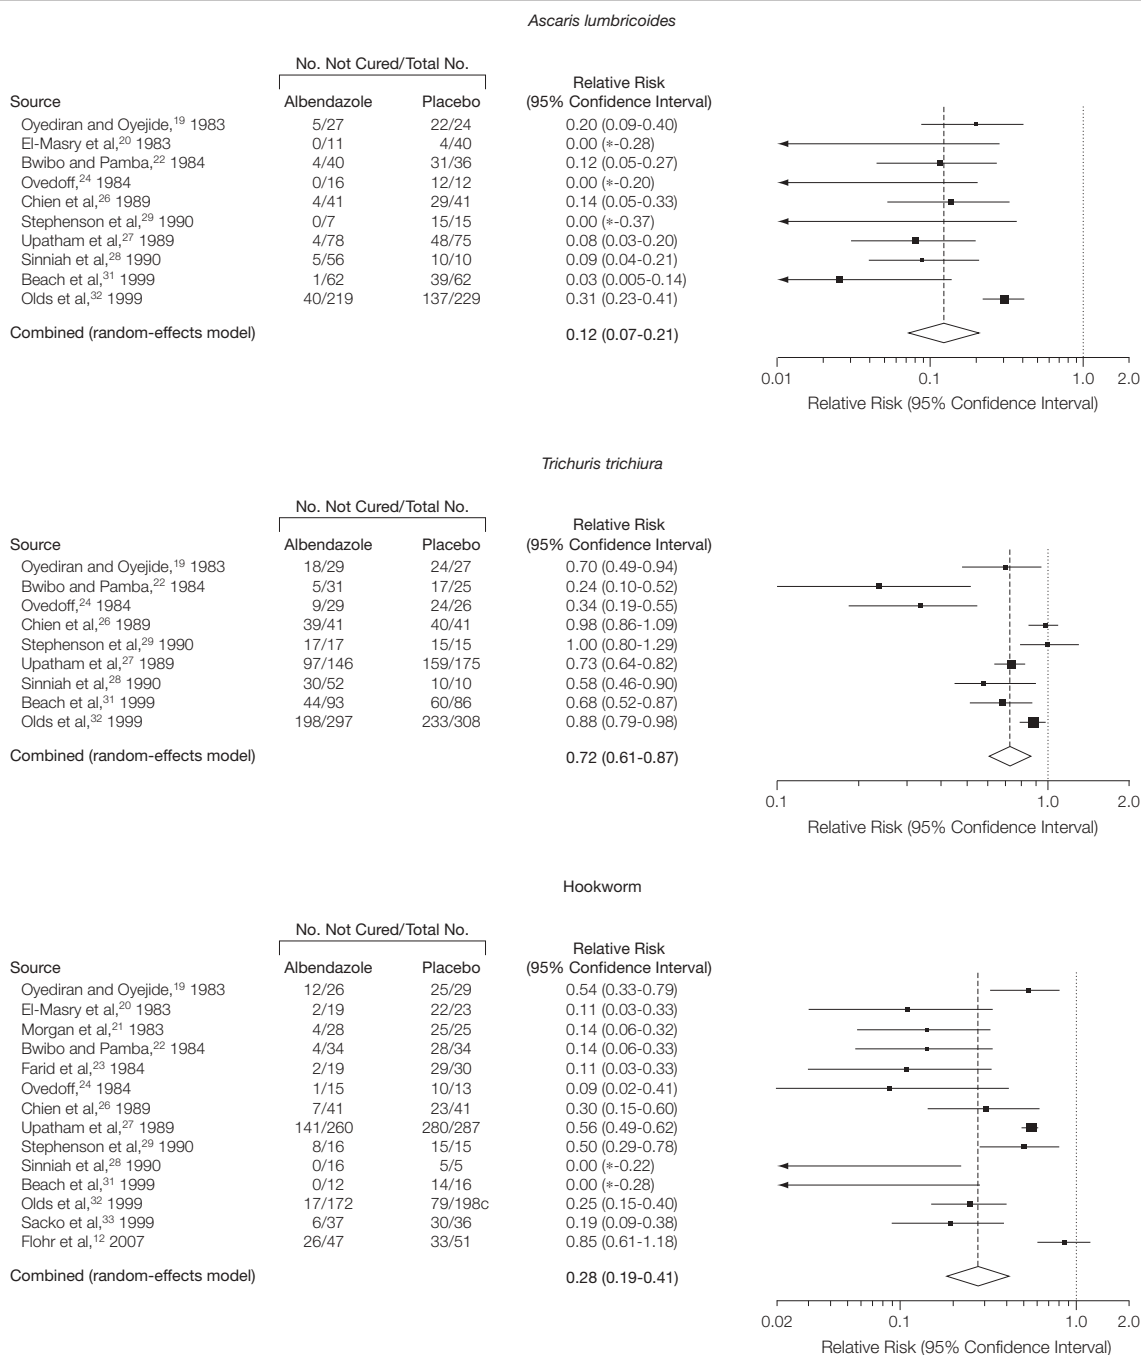 Ascaris lumbricoides
No. Not Cured/Total No.
Relative Risk
Source Albendazole Placebo (95% Confidence Interval)
Oyediran and Oyejide,19 1983 5/27 22/24 0.20 (0.09-0.40)
El-Masry et al,20 1983 0/11 4/40 0.00 (*-0.28)
Bwibo and Pamba,22 1984 4/40 31/36 0.12 (0.05-0.27)
Ovedoff,24 1984 0/16 12/12 0.00 (*-0.20)
Chien et al,26 1989 4/41 29/41 0.14 (0.05-0.33)
Stephenson et al,29 1990 0/7 15/15 0.00 (*-0.37)
Upatham et al,27 1989 4/78 48/75 0.08 (0.03-0.20)
Sinniah et al,28 1990 5/56 10/10 0.09 (0.04-0.21)
Beach et al,31 1999 1/62 39/62 0.03 (0.005-0.14)
Olds et al,32 1999 40/219 137/229 0.31 (0.23-0.41)
Combined (random-effects model) 0.12 (0.07-0.21)
0.01 0.1 1.0 2.0
Relative Risk (95% Confidence Interval)
Trichuris trichiura
No. Not Cured/Total No.
Relative Risk
Source Albendazole Placebo (95% Confidence Interval)
Oyediran and Oyejide,19 1983 18/29 24/27 0.70 (0.49-0.94)
Bwibo and Pamba,22 1984 5/31 17/25 0.24 (0.10-0.52)
Ovedoff,24 1984 9/29 24/26 0.34 (0.19-0.55)
Chien et al,26 1989 39/41 40/41 0.98 (0.86-1.09)
Stephenson et al,29 1990 17/17 15/15 1.00 (0.80-1.29)
Upatham et al,27 1989 97/146 159/175 0.73 (0.64-0.82)
Sinniah et al,28 1990 30/52 10/10 0.58 (0.46-0.90)
Beach et al,31 1999 44/93 60/86 0.68 (0.52-0.87)
Olds et al,32 1999 198/297 233/308 0.88 (0.79-0.98)
Combined (random-effects model) 0.72 (0.61-0.87)
0.1 1.0 2.0
Relative Risk (95% Confidence Interval)
Hookworm
No. Not Cured/Total No.
Relative Risk
Source Albendazole Placebo (95% Confidence Interval)
Oyediran and Oyejide,19 1983 12/26 25/29 0.54 (0.33-0.79)
El-Masry et al,20 1983 2/19 22/23 0.11 (0.03-0.33)
Morgan et al,21 1983 4/28 25/25 0.14 (0.06-0.32)
Bwibo and Pamba,22 1984 4/34 28/34 0.14 (0.06-0.33)
Farid et al,23 1984 2/19 29/30 0.11 (0.03-0.33)
Ovedoff,24 1984 1/15 10/13 0.09 (0.02-0.41)
Chien et al,26 1989 7/41 23/41 0.30 (0.15-0.60)
Upatham et al,27 1989 141/260 280/287 0.56 (0.49-0.62)
Stephenson et al,29 1990 8/16 15/15 0.50 (0.29-0.78)
Sinniah et al,28 1990 0/16 5/5 0.00 (*-0.22)
Beach et al,31 1999 0/12 14/16 0.00 (*-0.28)
Olds et al,32 1999 17/172 79/198c 0.25 (0.15-0.40)
Sacko et al,33 1999 6/37 30/36 0.19 (0.09-0.38)
Flohr et al,12 2007 26/47 33/51 0.85 (0.61-1.18)
Combined (random-effects model) 0.28 (0.19-0.41)
0.02 0.1 1.0 2.0
Relative Risk (95% Confidence Interval)